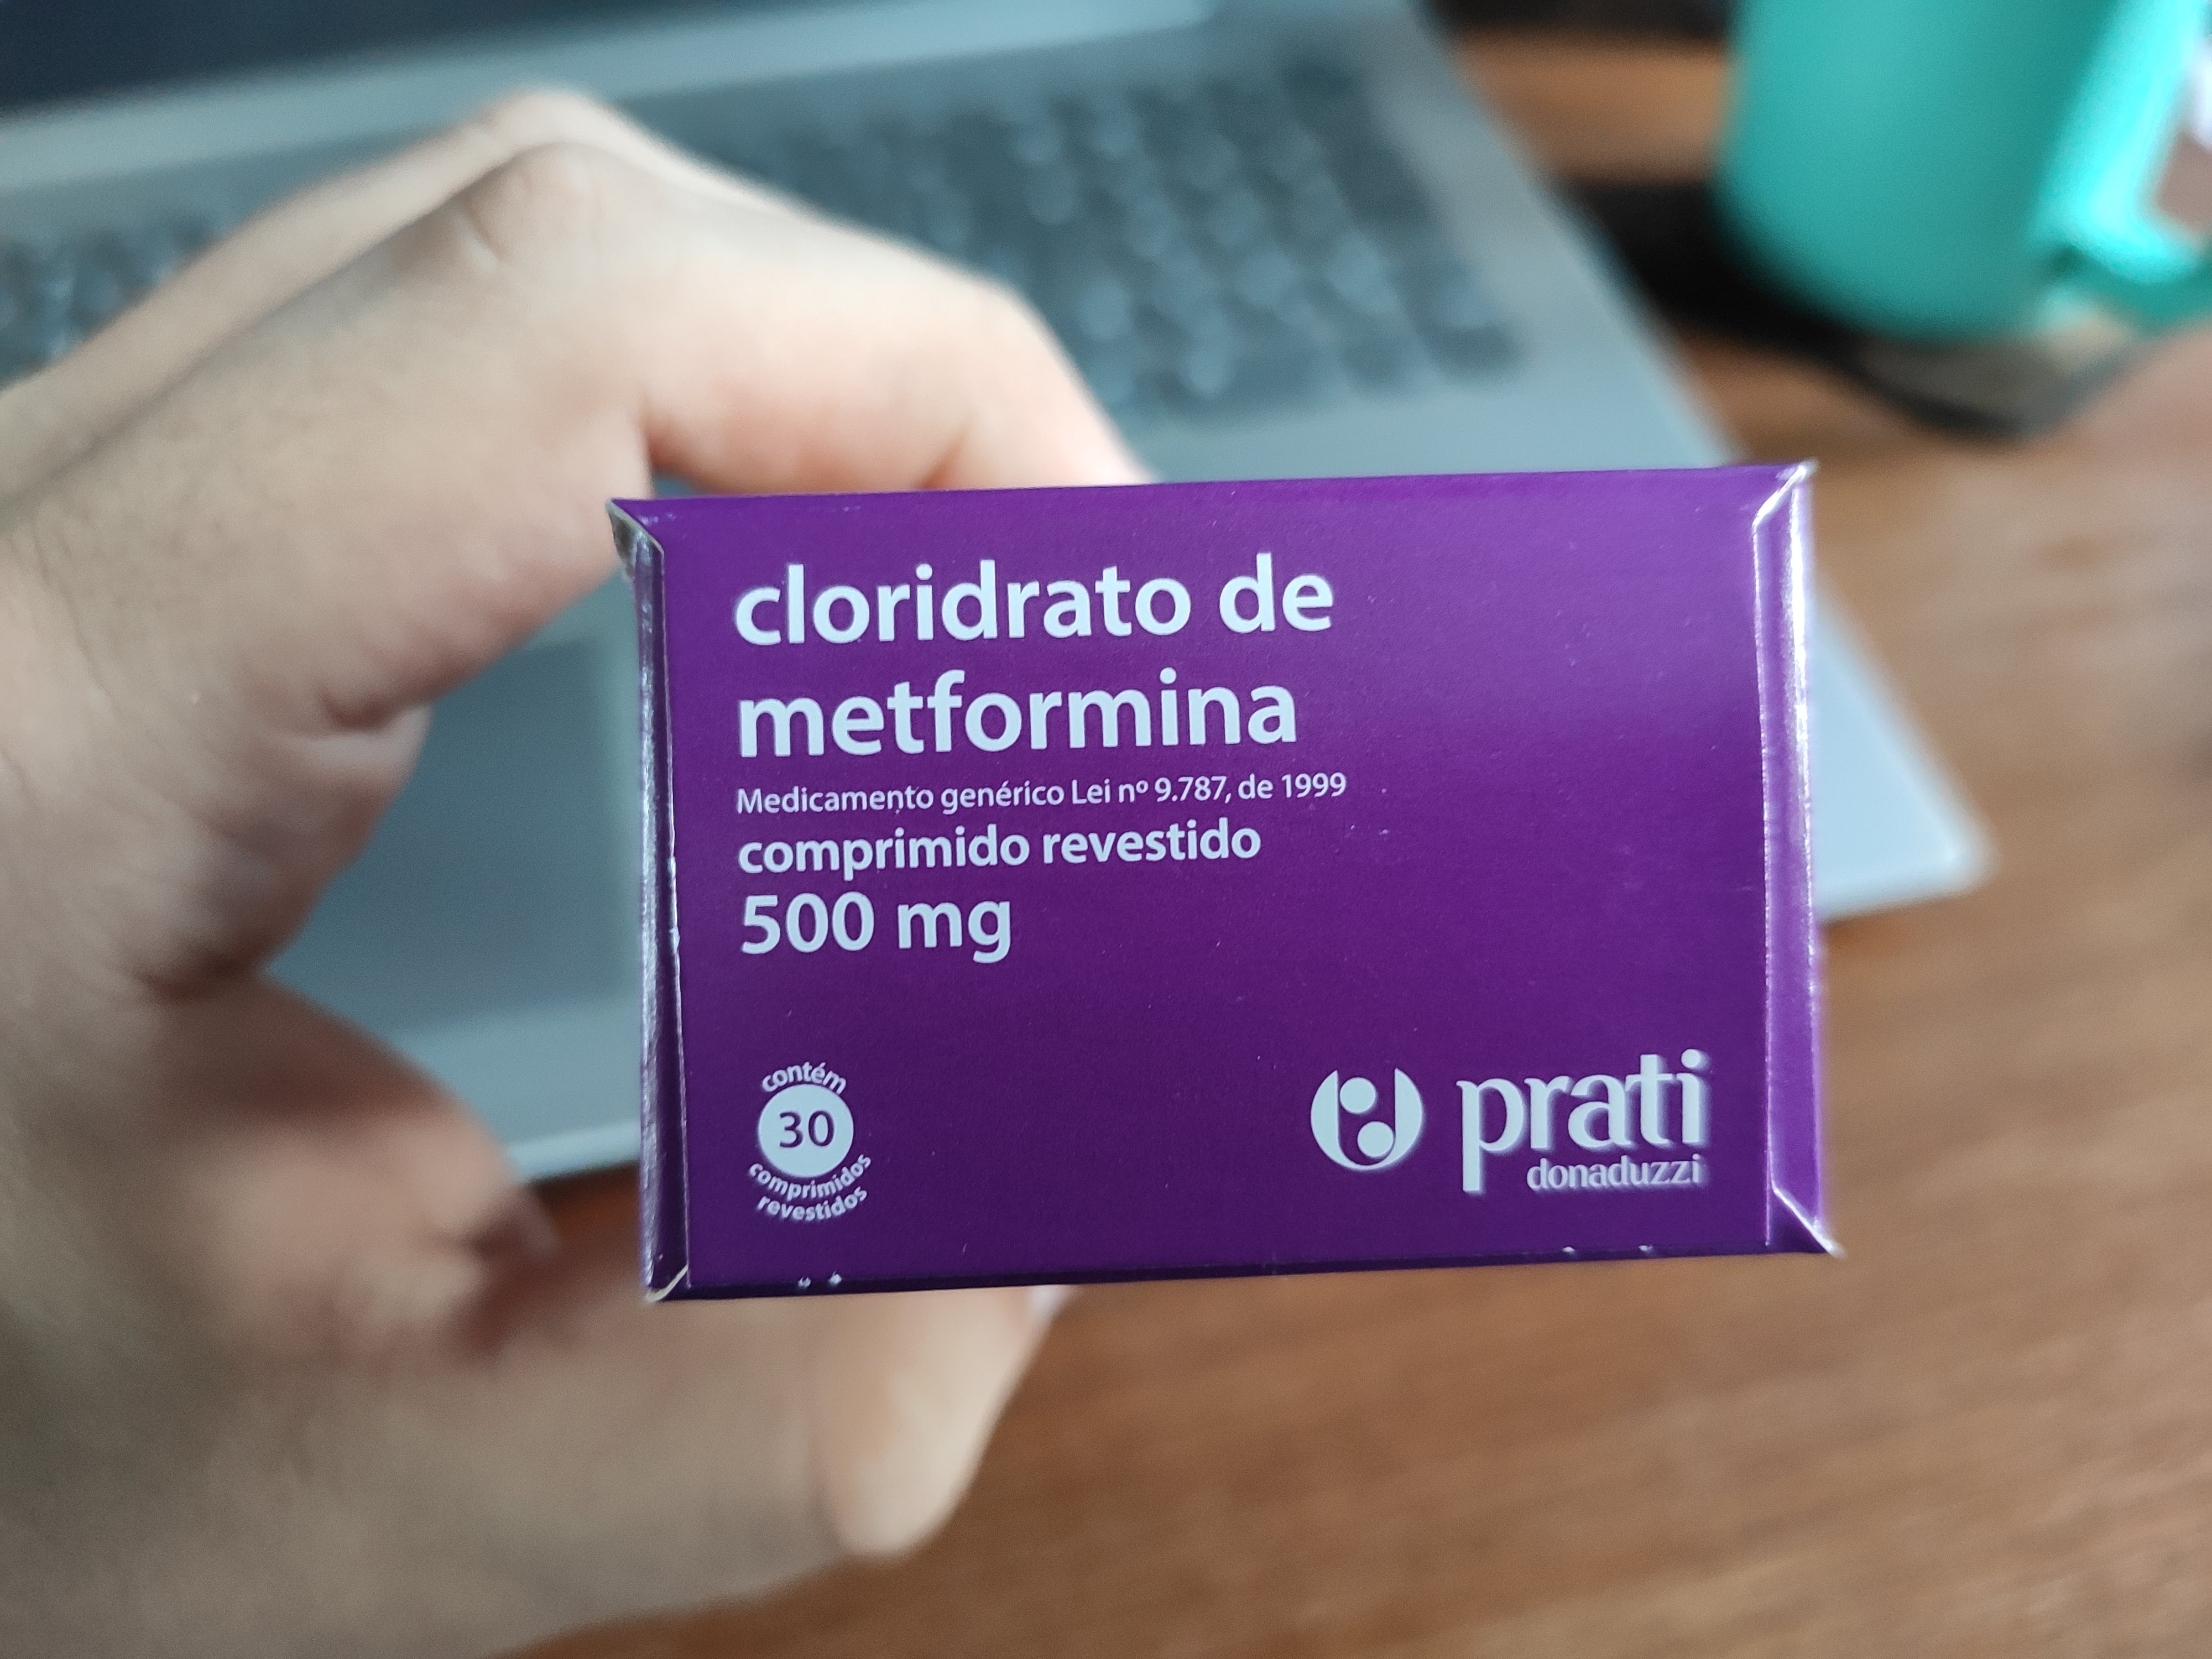 cloridrato de
metformina
Medicamento genérico Lei nº 9.787, de 1999
comprimido revestido
500 mg
contém
30
comprimidos
revestidos
prati
donaduzzi